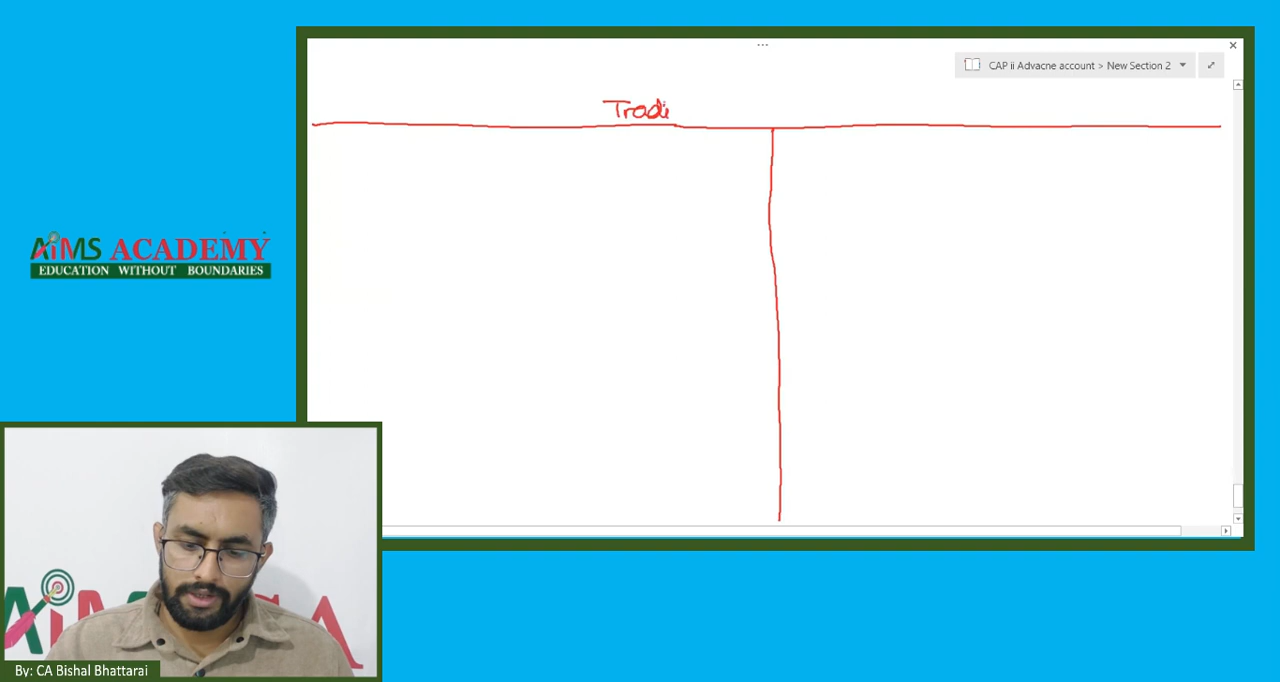 CAP ii Advacne account > New Section 2
Tradi
AiMS ACADEMY
EDUCATION WITHOUT BOUNDARIES
By: CA Bishal Bhattarai